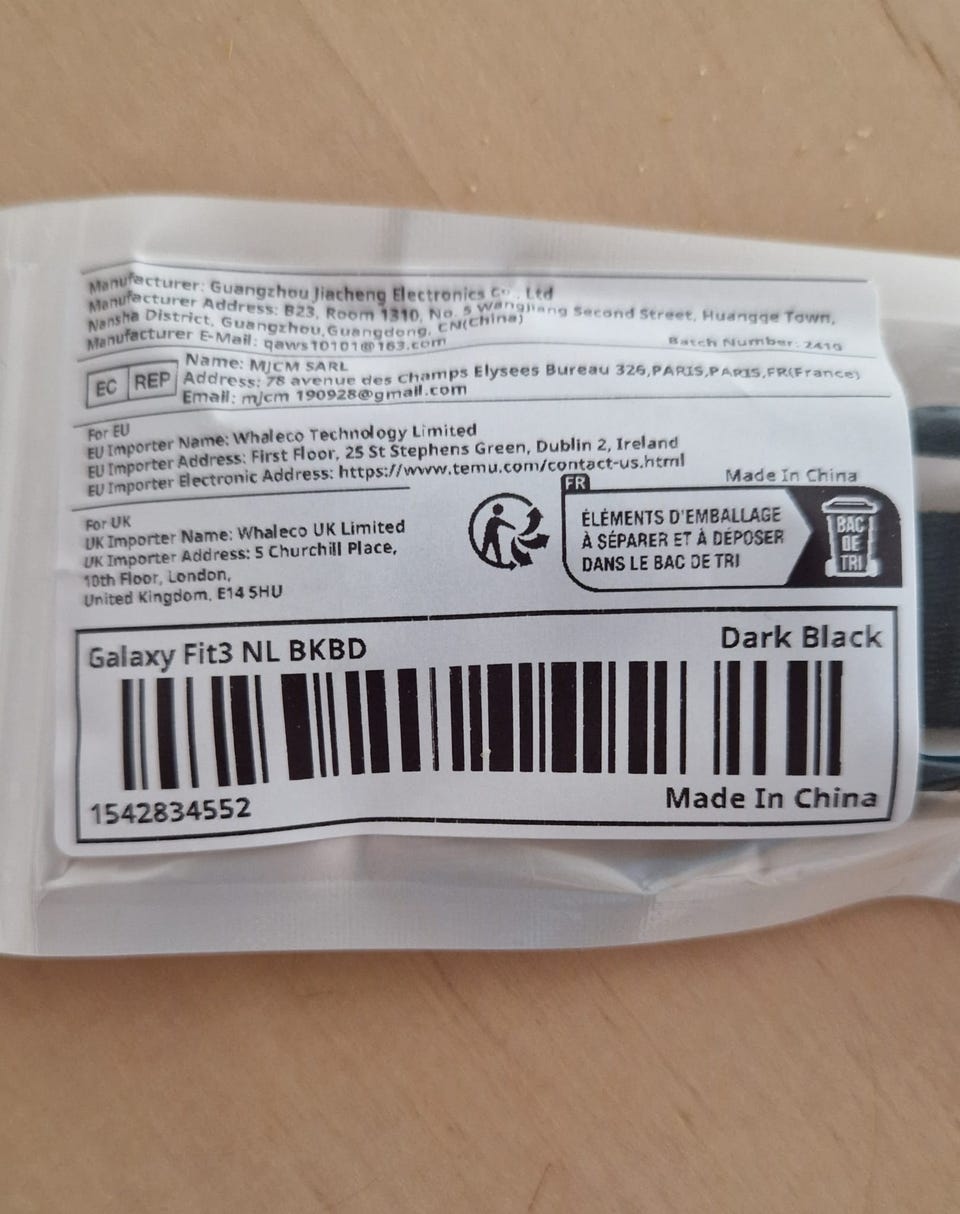 Manufacturer: Guangzhou Jiacheng Electronics Co., Ltd
Manufacturer Address: B23, Room 1310, No. 5 Wangjiang Second Street, Huangge Town,
Nansha District, Guangzhou,Guangdong, CN(China)
Manufacturer E-Mail: qaws10101@163.com
Batch Number: 2410
EC REP
Name: MJCM SARL
Address: 78 avenue des Champs Elysees Bureau 326,PARIS,PARIS,FR(France)
Email: mjcm 190928@gmail.com
For EU
EU Importer Name: Whaleco Technology Limited
EU Importer Address: First Floor, 25 St Stephens Green, Dublin 2, Ireland
EU Importer Electronic Address: https://www.temu.com/contact-us.html
Made In China
For UK
UK Importer Name: Whaleco UK Limited
UK Importer Address: 5 Churchill Place,
10th Floor, London,
United Kingdom, E14 5HU
FR
ÉLÉMENTS D'EMBALLAGE
À SÉPARER ET À DÉPOSER
DANS LE BAC DE TRI
BAC
DE
TRI
Galaxy Fit3 NL BKBD
Dark Black
1542834552
Made In China